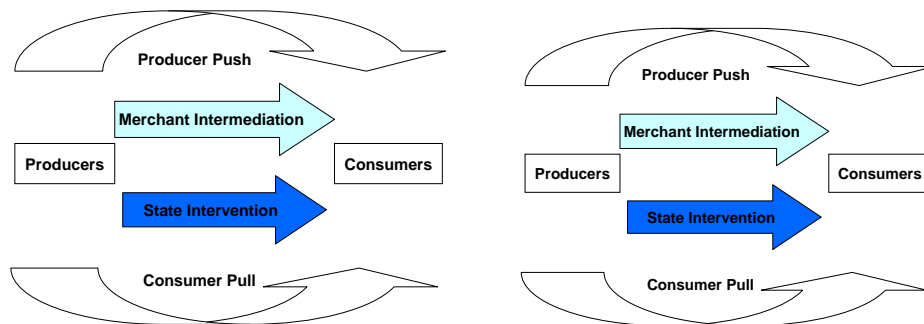 Producer Push
Merchant Intermediation
Producers
Consumers
State Intervention
Consumer Pull
Producer Push
Merchant Intermediation
Producers
Consumers
State Intervention
Consumer Pull